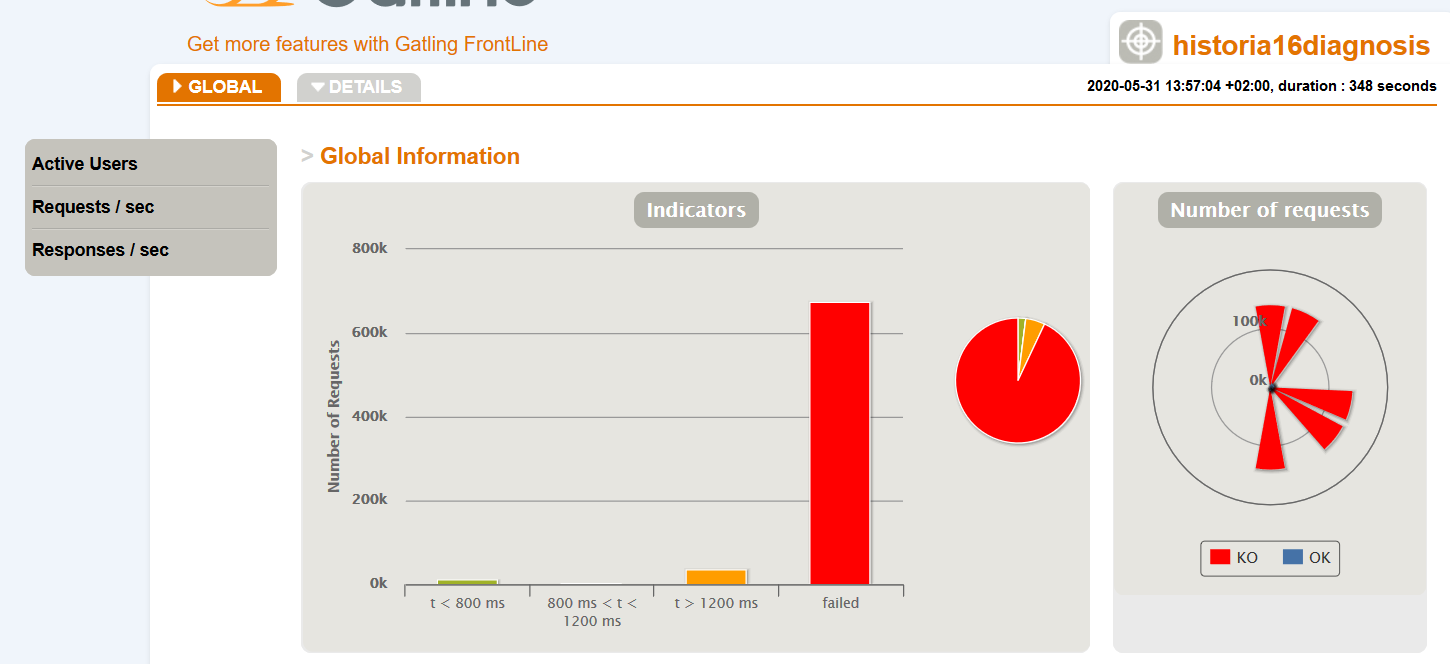 Get more features with Gatling FrontLine
historia16diagnosis
GLOBAL
DETAILS
2020-05-31 13:57:04 +02:00, duration : 348 seconds
Active Users
Requests / sec
Responses / sec
> Global Information
Indicators
800k
600k
400k
200k
0k
Number of Requests
t < 800 ms
800 ms < t <
1200 ms
t > 1200 ms
failed
Number of requests
100k
0k
KO
OK